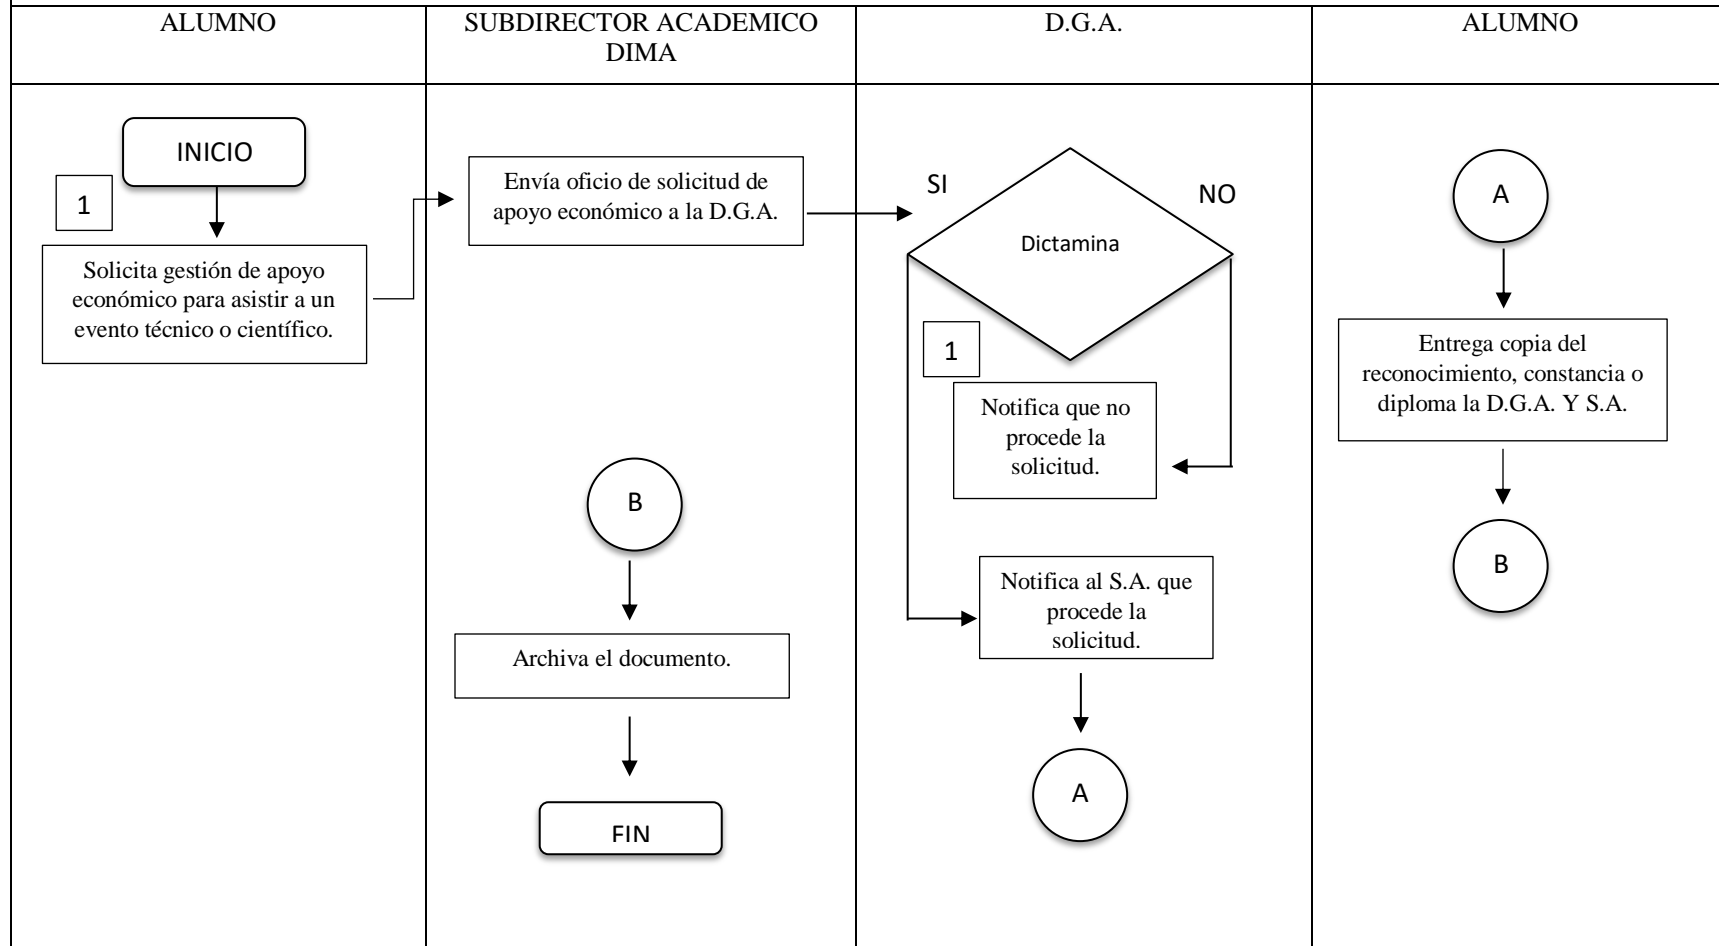 ALUMNO
SUBDIRECTOR ACADEMICO
DIMA
D.G.A.
ALUMNO
INICIO
1
Solicita gestión de apoyo
económico para asistir a un
evento técnico o científico.
Envía oficio de solicitud de
apoyo económico a la D.G.A.
B
Archiva el documento.
FIN
SI
NO
Dictamina
1
Notifica que no
procede la
solicitud.
Notifica al S.A. que
procede la
solicitud.
A
A
Entrega copia del
reconocimiento, constancia o
diploma la D.G.A. Y S.A.
B